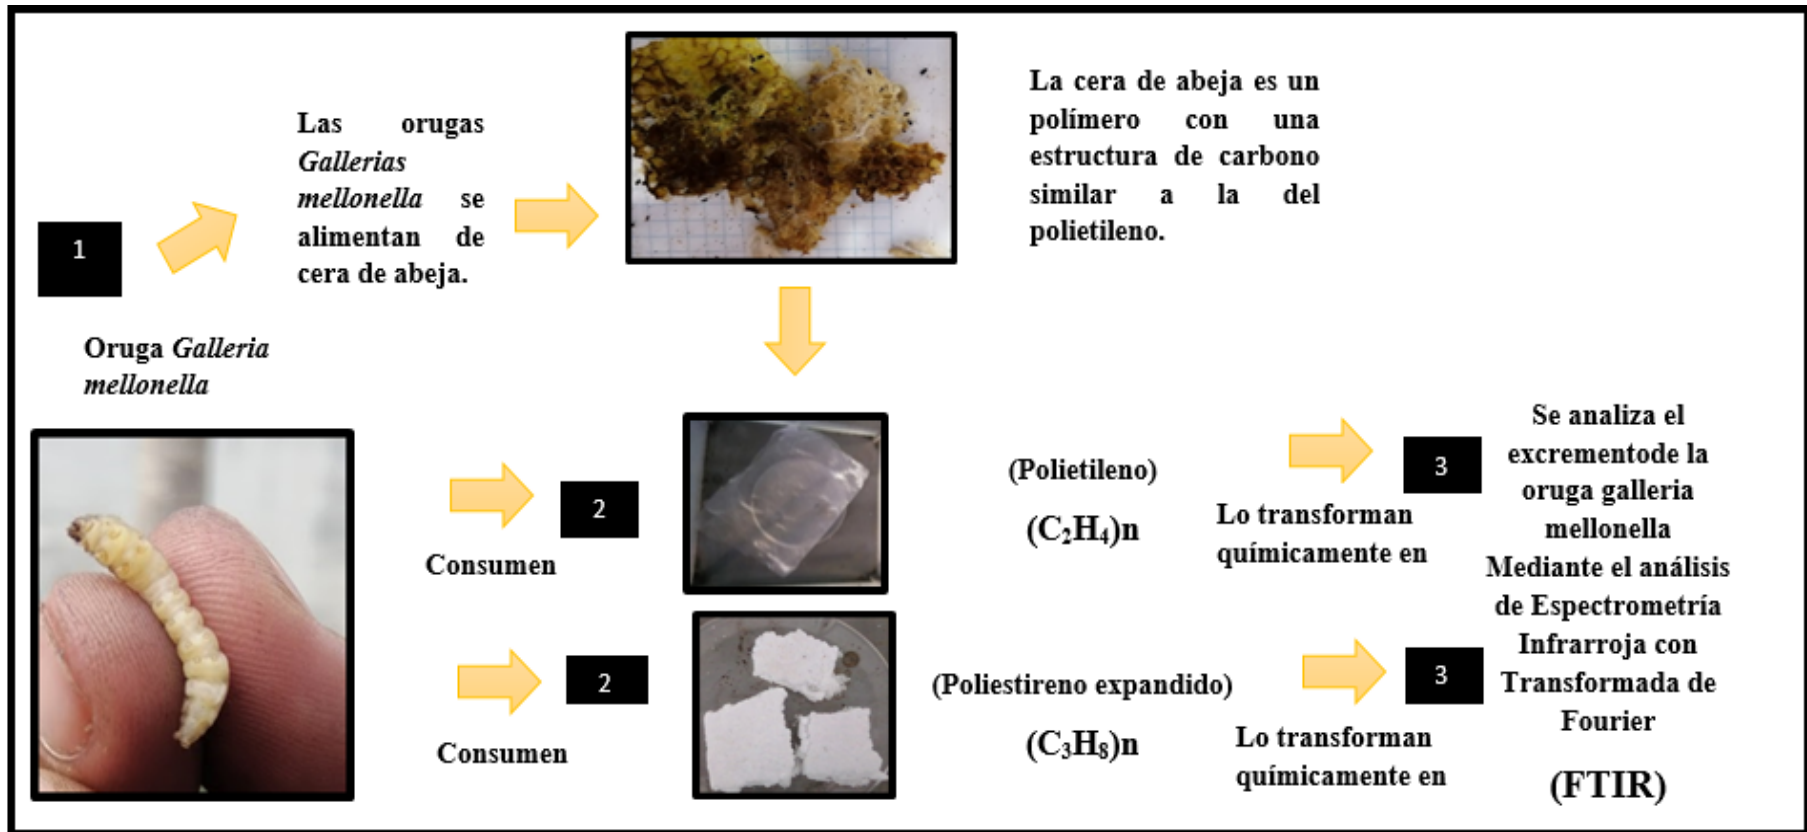 1
Las orugas
Gallerias
mellonella se
alimentan de
cera de abeja.
La cera de abeja es un
polímero con una
estructura de carbono
similar a la del
polietileno.
Oruga Galleria
mellonella
Consumen
2
(Polietileno)
(C₂H₄)n
Lo transforman
químicamente en
3
Consumen
2
(Poliestireno expandido)
(C₃H₈)n
Lo transforman
químicamente en
3
Se analiza el
excrementode la
oruga galleria
mellonella
Mediante el análisis
de Espectrometría
Infrarroja con
Transformada de
Fourier
(FTIR)